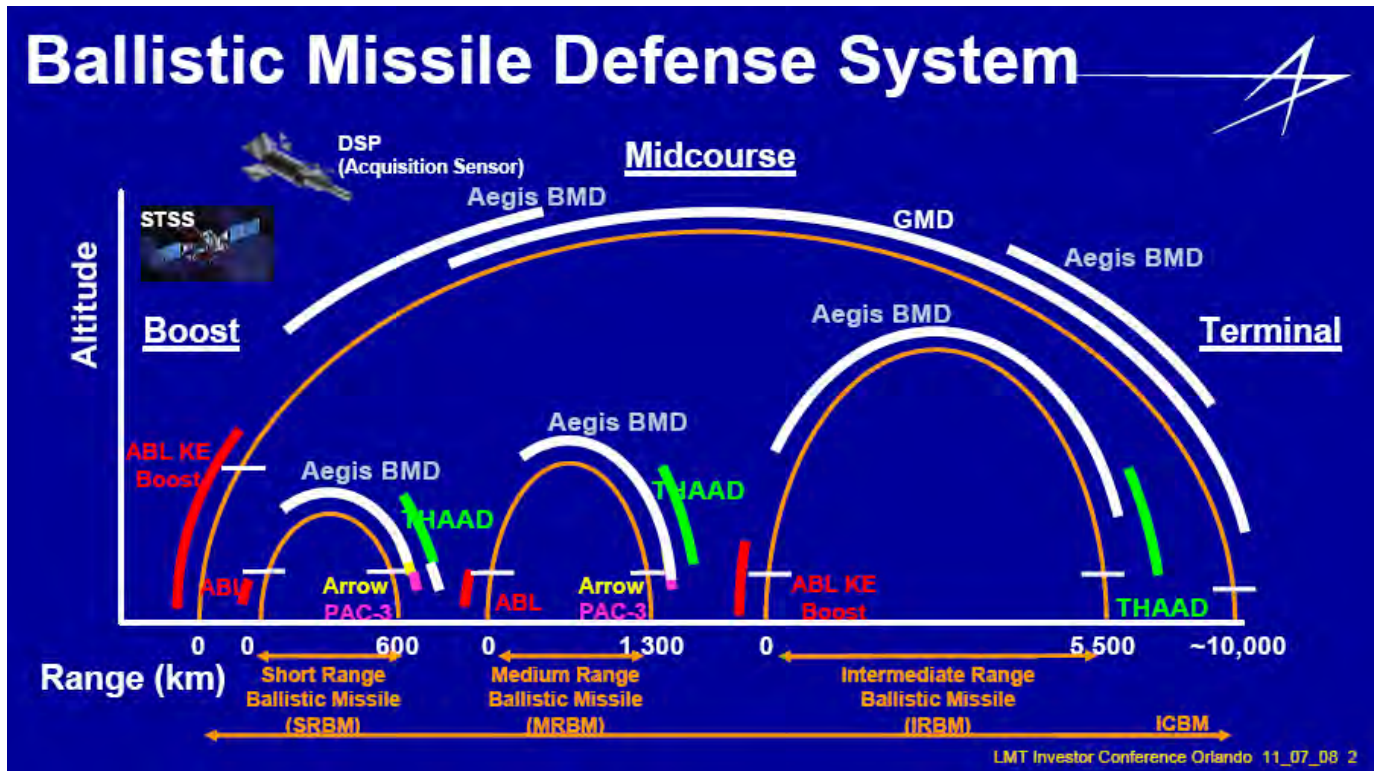 Ballistic Missile Defense System
DSP
(Acquisition Sensor)
Midcourse
Aegis BMD
STSS
GMD
Aegis BMD
Altitude
Boost
Aegis BMD
Terminal
ABL KE
Boost
Aegis BMD
Aegis BMD
THAAD
THAAD
ABL
Arrow
PAC-3
ABL
Arrow
PAC-3
ABL KE
Boost
THAAD
0 0 600 0 1,300 0 5,500 ~10,000
Range (km)
Short Range
Ballistic Missile
(SRBM)
Medium Range
Ballistic Missile
(MRBM)
Intermediate Range
Ballistic Missile
(IRBM)
ICBM
LMT Investor Conference Orlando 11_07_08 2